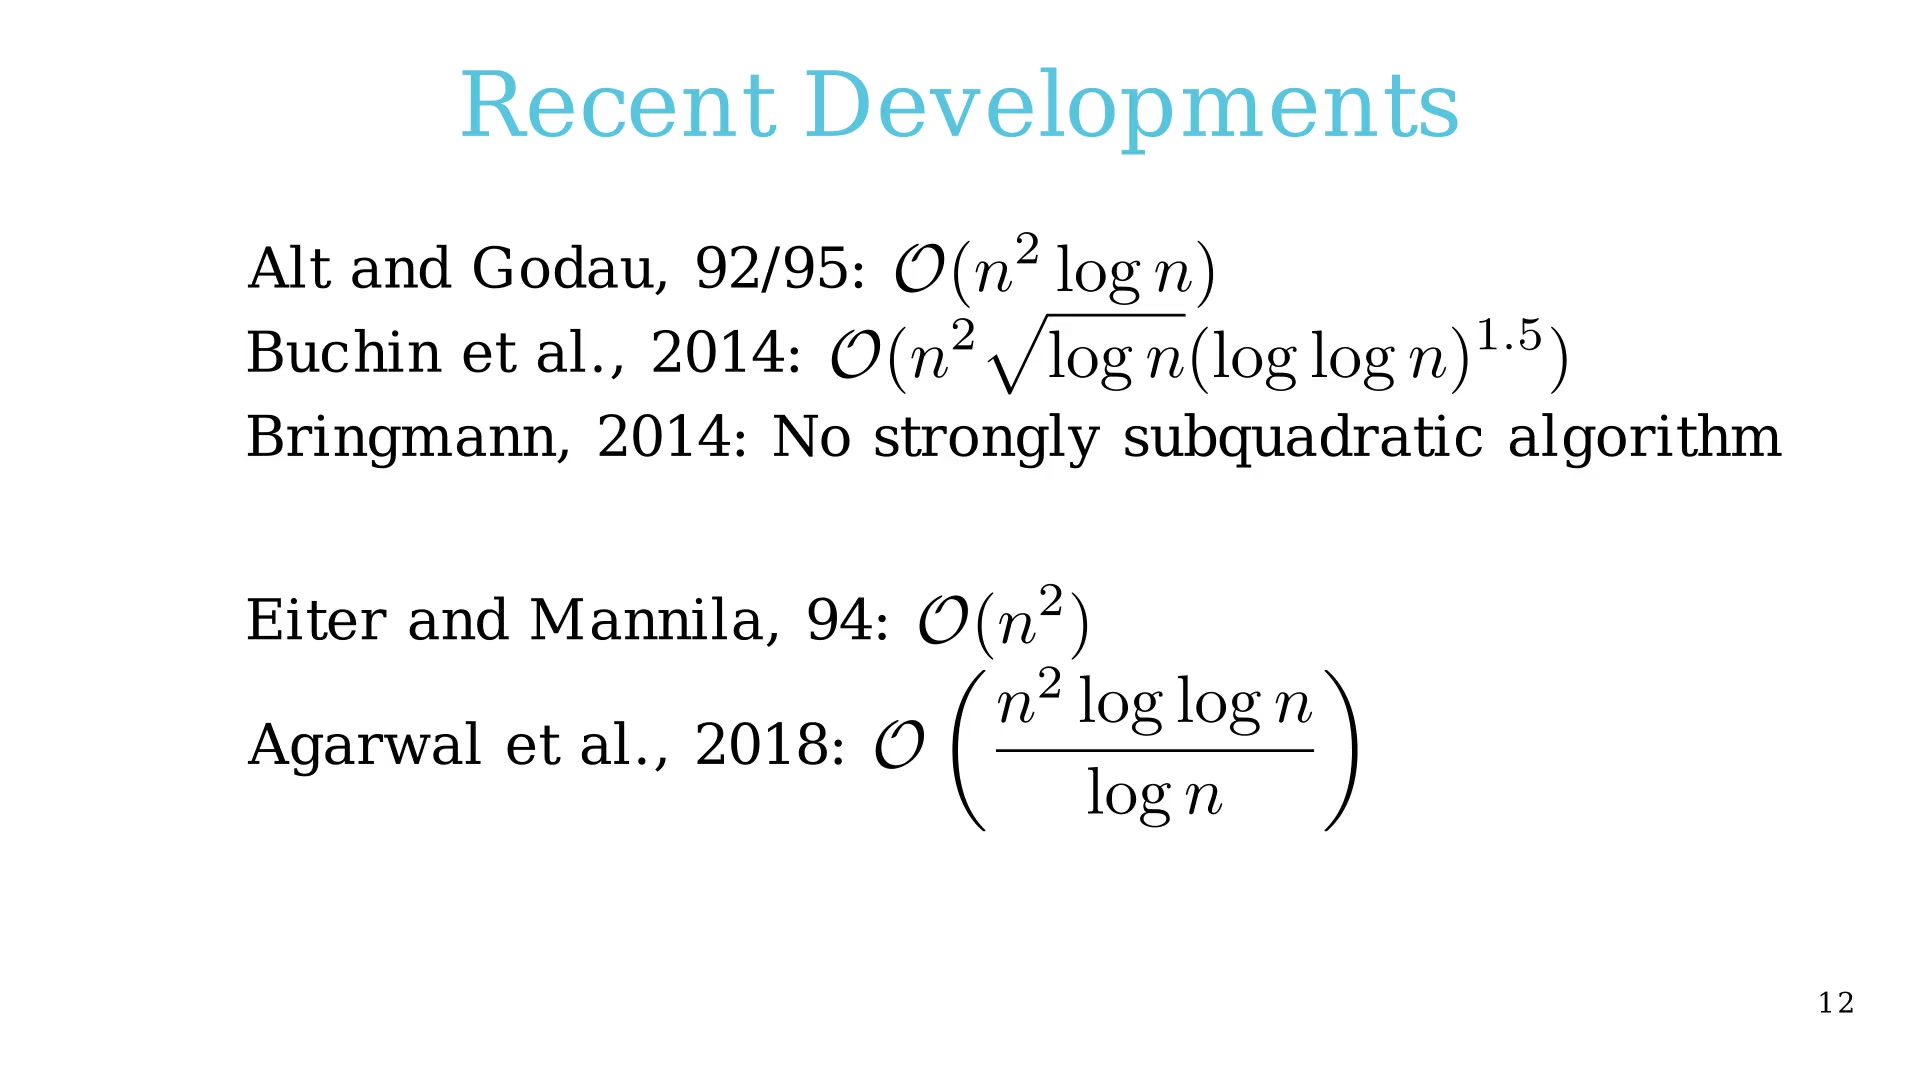 Recent Developments
Alt and Godau, 92/95: $\mathcal{O}(n^2 \log n)$
Buchin et al., 2014: $\mathcal{O}(n^2 \sqrt{\log n}(\log \log n)^{1.5})$
Bringmann, 2014: No strongly subquadratic algorithm
Eiter and Mannila, 94: $\mathcal{O}(n^2)$
Agarwal et al., 2018: $\mathcal{O}\left(\frac{n^2 \log \log n}{\log n}\right)$
12